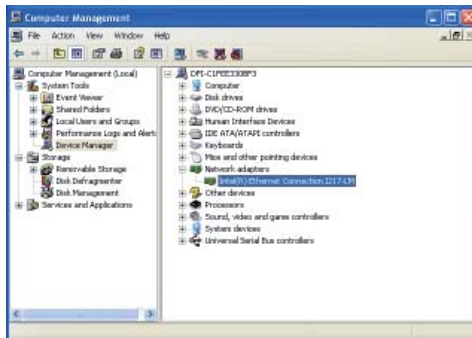 Computer Management
File Action View Window Help
Computer Management (Local)
System Tools
Event Viewer
Shared Folders
Local Users and Groups
Performance Logs and Alert
Device Manager
Storage
Removable Storage
Disk Defragmenter
Disk Management
Services and Applications
Computer
Disk drives
DVD/CD-ROM drives
Human Interface Devices
IDE ATA/ATAPI controllers
Keyboards
Mice and other pointing devices
Network adapters
Intel(R) Ethernet Connection I217-LM
Other devices
Processors
Sound, video and game controllers
System devices
Universal Serial Bus controllers